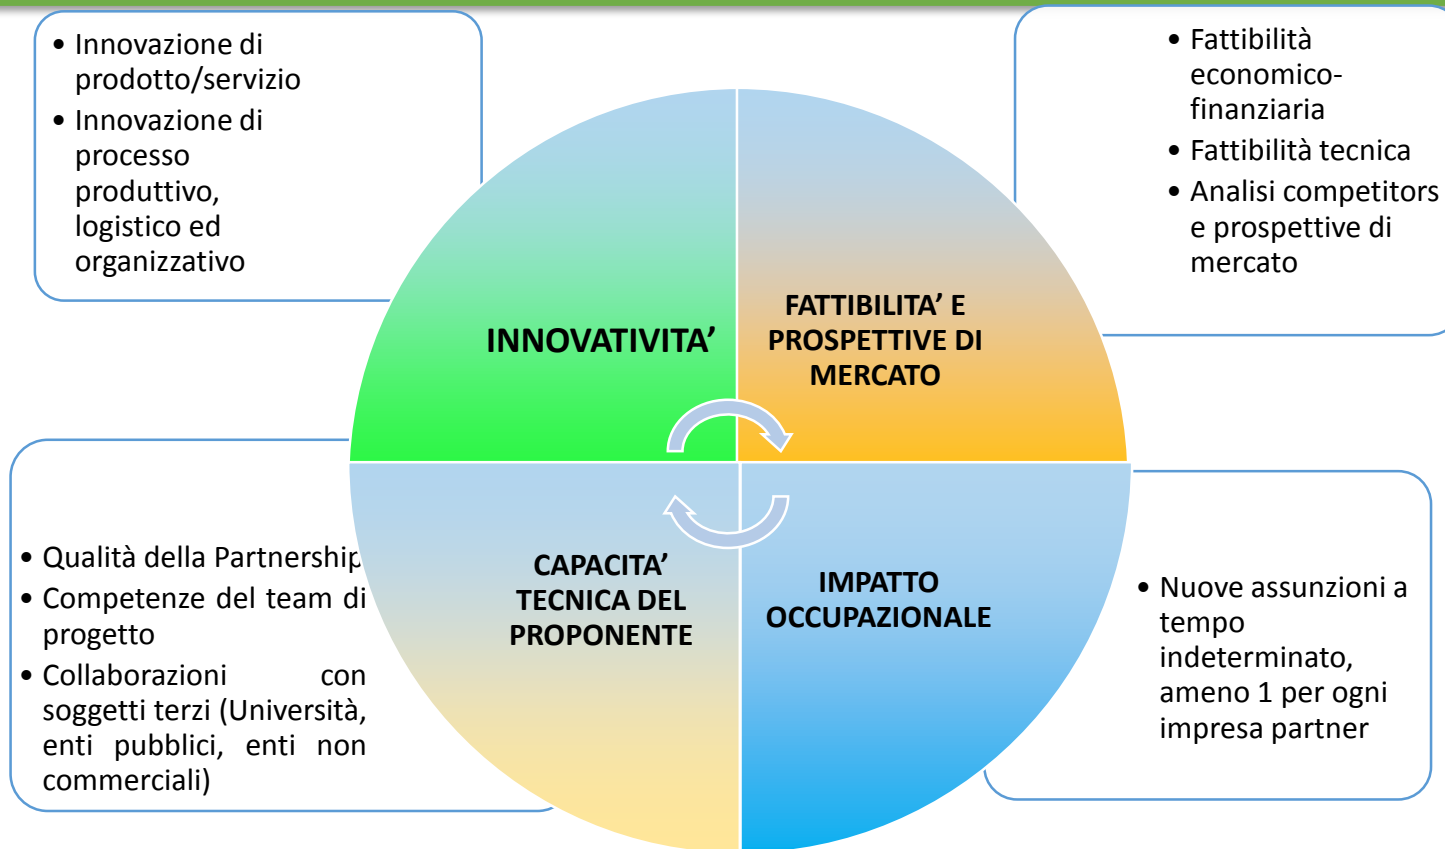 • Innovazione di
prodotto/servizio
• Innovazione di
processo
produttivo,
logistico ed
organizzativo
• Fattibilità
economico-
finanziaria
• Fattibilità tecnica
• Analisi competitors
e prospettive di
mercato
INNOVATIVITA’
FATTIBILITA’ E
PROSPETTIVE DI
MERCATO
• Qualità della Partnership
• Competenze del team di
progetto
• Collaborazioni con
soggetti terzi (Università,
enti pubblici, enti non
commerciali)
CAPACITA’
TECNICA DEL
PROPONENTE
IMPATTO
OCCUPAZIONALE
• Nuove assunzioni a
tempo
indeterminato,
ameno 1 per ogni
impresa partner